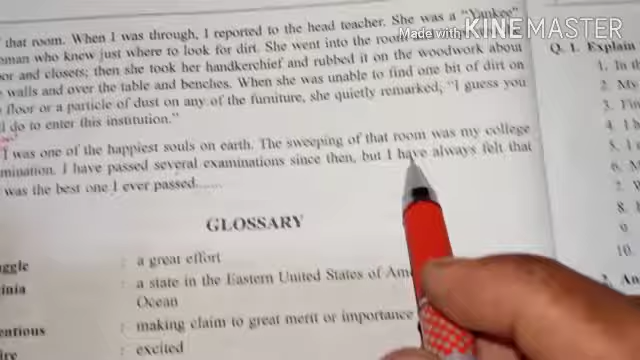 Made with KINEMASTER
that room. When I was through, I reported to the head teacher. She was a "Yankee"
oman who knew just where to look for dirt. She went into the
oor and closets; then she took her handkerchief and rubbed it on the woodwork about
walls and over the table and benches. When she was unable to find one bit of dirt on
floor or a particle of dust on any of the furniture, she quietly remarked, "I guess you
l do to enter this institution."
I was one of the happiest souls on earth. The sweeping of that room was my college
mination. I have passed several examinations since then, but I have always felt that
was the best one I ever passed......
GLOSSARY
ggle : a great effort
inia : a state in the Eastern United States of Ame
Ocean
entious : making claim to great merit or importance
ire : excited
Q. 1. Explain
1. In th
2. My
3.
4. I h
5. I
6. M
7.
8.
9.
10.
2. An